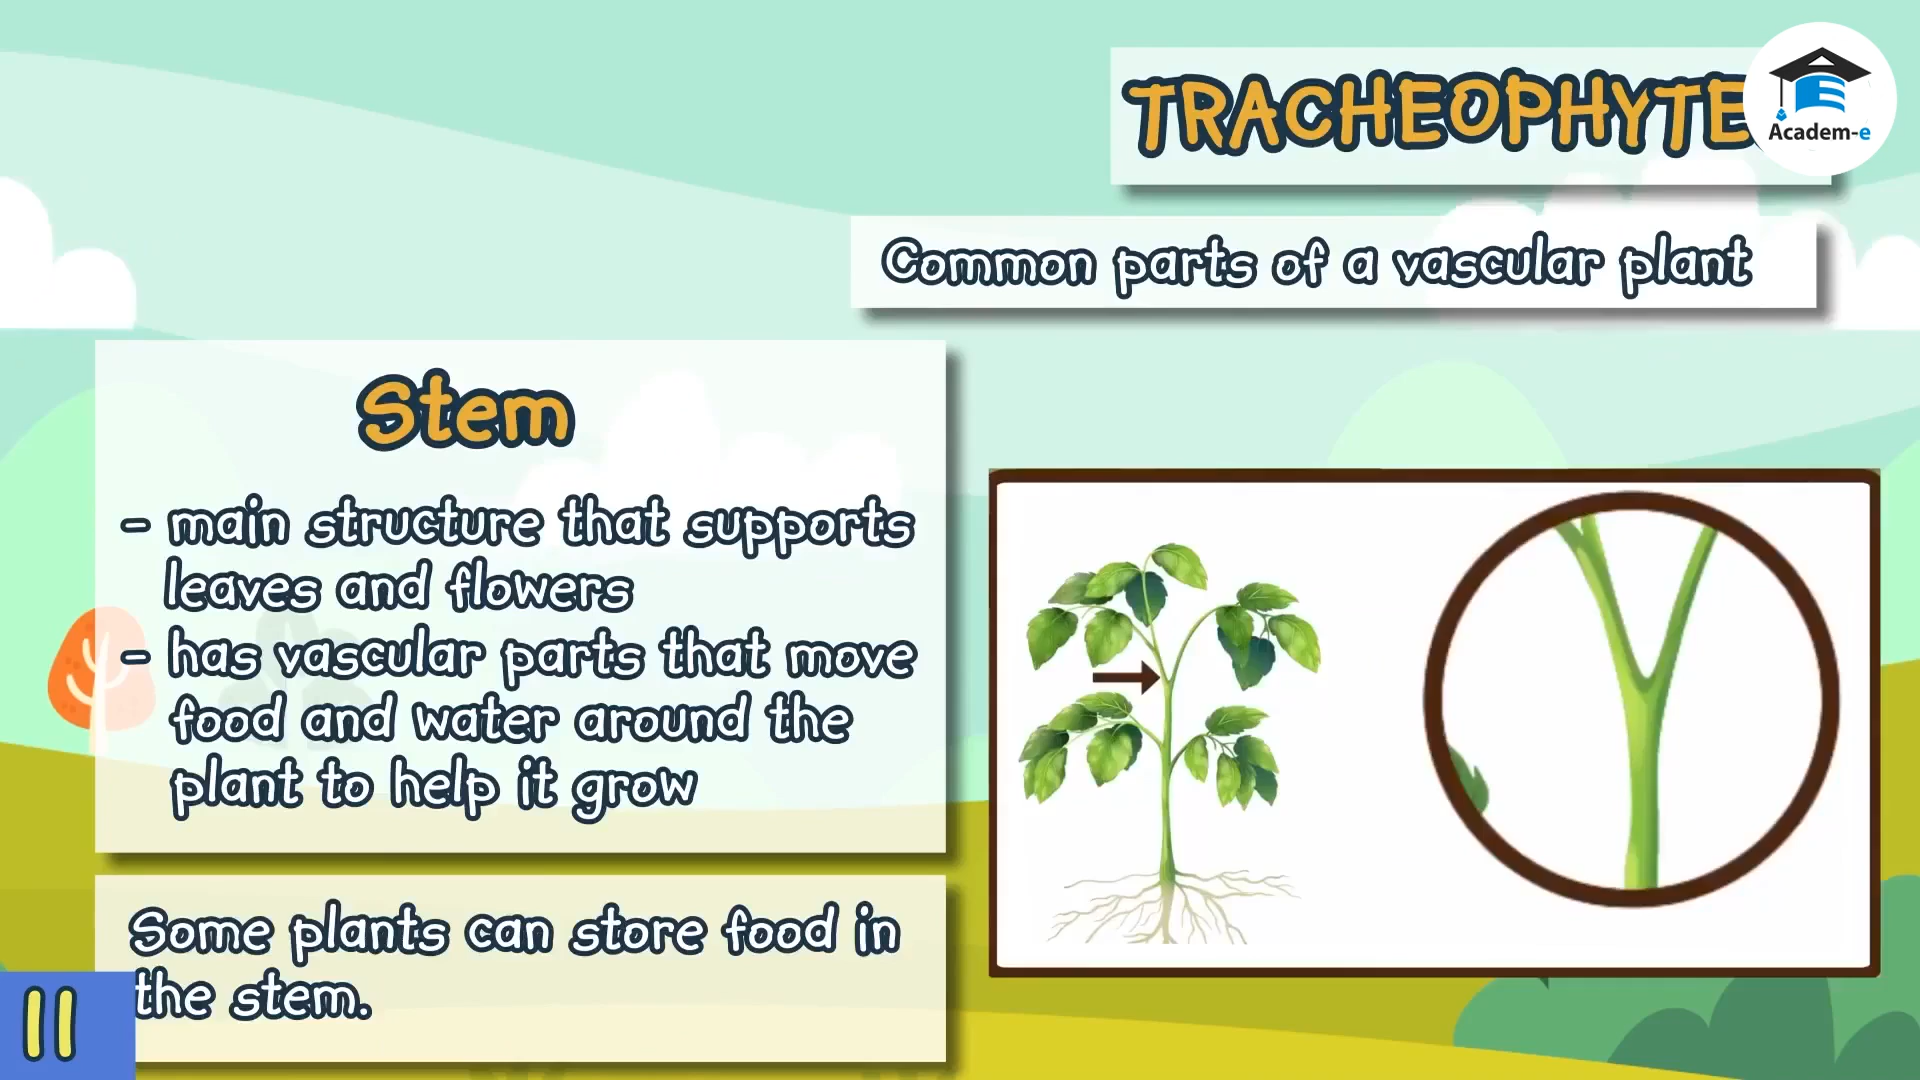 TRACHEOPHYTE
Academ-e
Common parts of a vascular plant
Stem
- main structure that supports
leaves and flowers
- has vascular parts that move
food and water around the
plant to help it grow
Some plants can store food in
the stem.
11